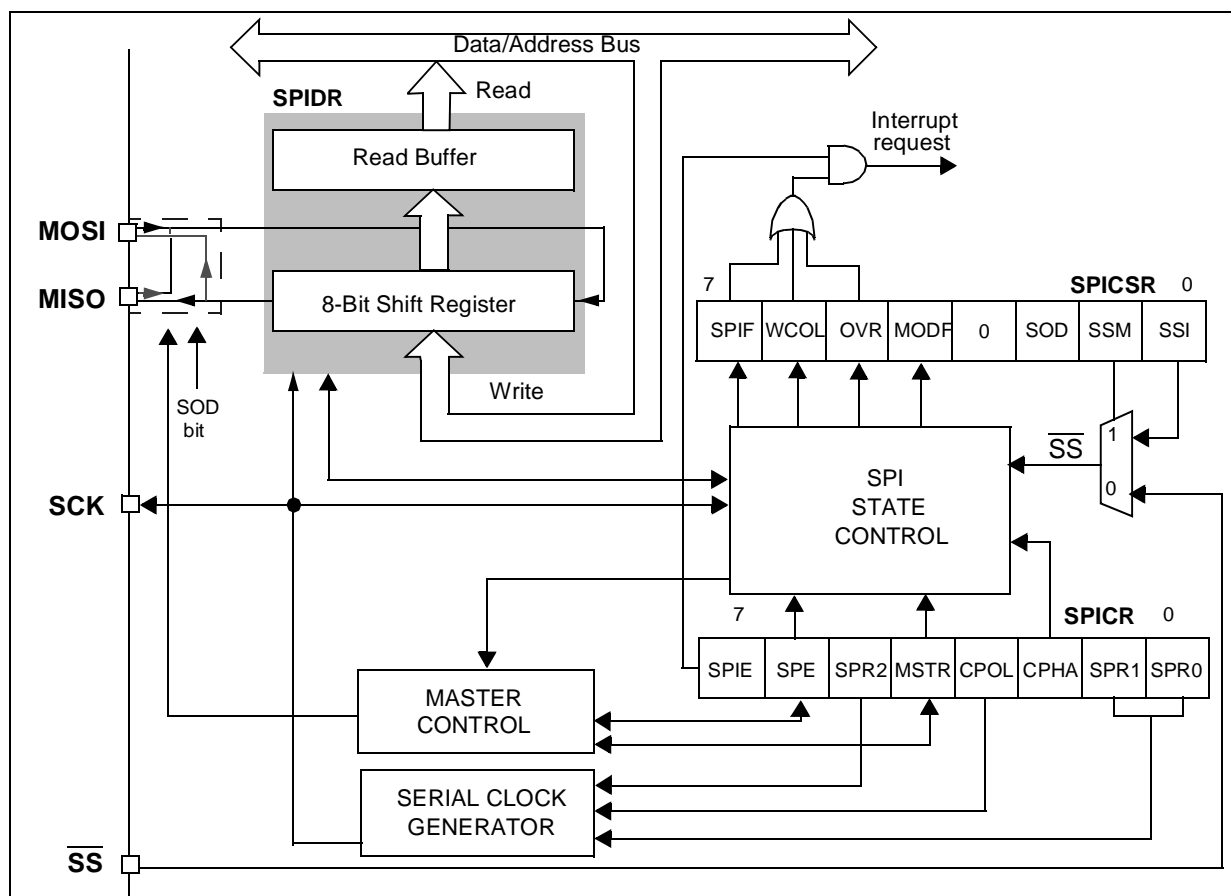 Data/Address Bus
SPIDR
Read
Read Buffer
Interrupt
request
MOSI
MISO
8-Bit Shift Register
7
SPICSR
0
SPIF
WCOL
OVR
MODF
0
SOD
SSM
SSI
Write
SOD
bit
1
SS
0
SCK
SPI
STATE
CONTROL
7
SPICR
0
SPIE
SPE
SPR2
MSTR
CPOL
CPHA
SPR1
SPR0
MASTER
CONTROL
SERIAL CLOCK
GENERATOR
SS